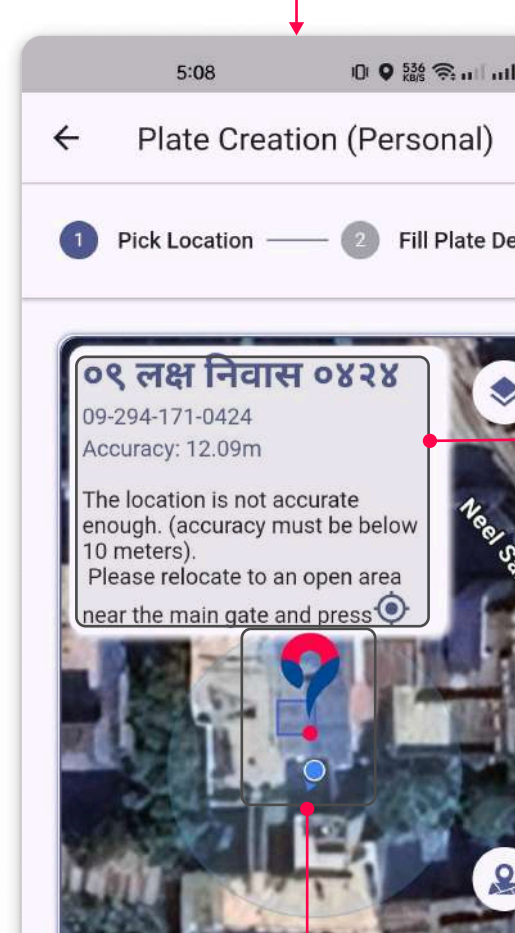 5:08
536
KB/S
Plate Creation (Personal)
1 Pick Location 2 Fill Plate De
०९ लक्ष निवास ०४२४
09-294-171-0424
Accuracy: 12.09m
The location is not accurate
enough. (accuracy must be below
10 meters).
Please relocate to an open area
near the main gate and press
Neel Sa